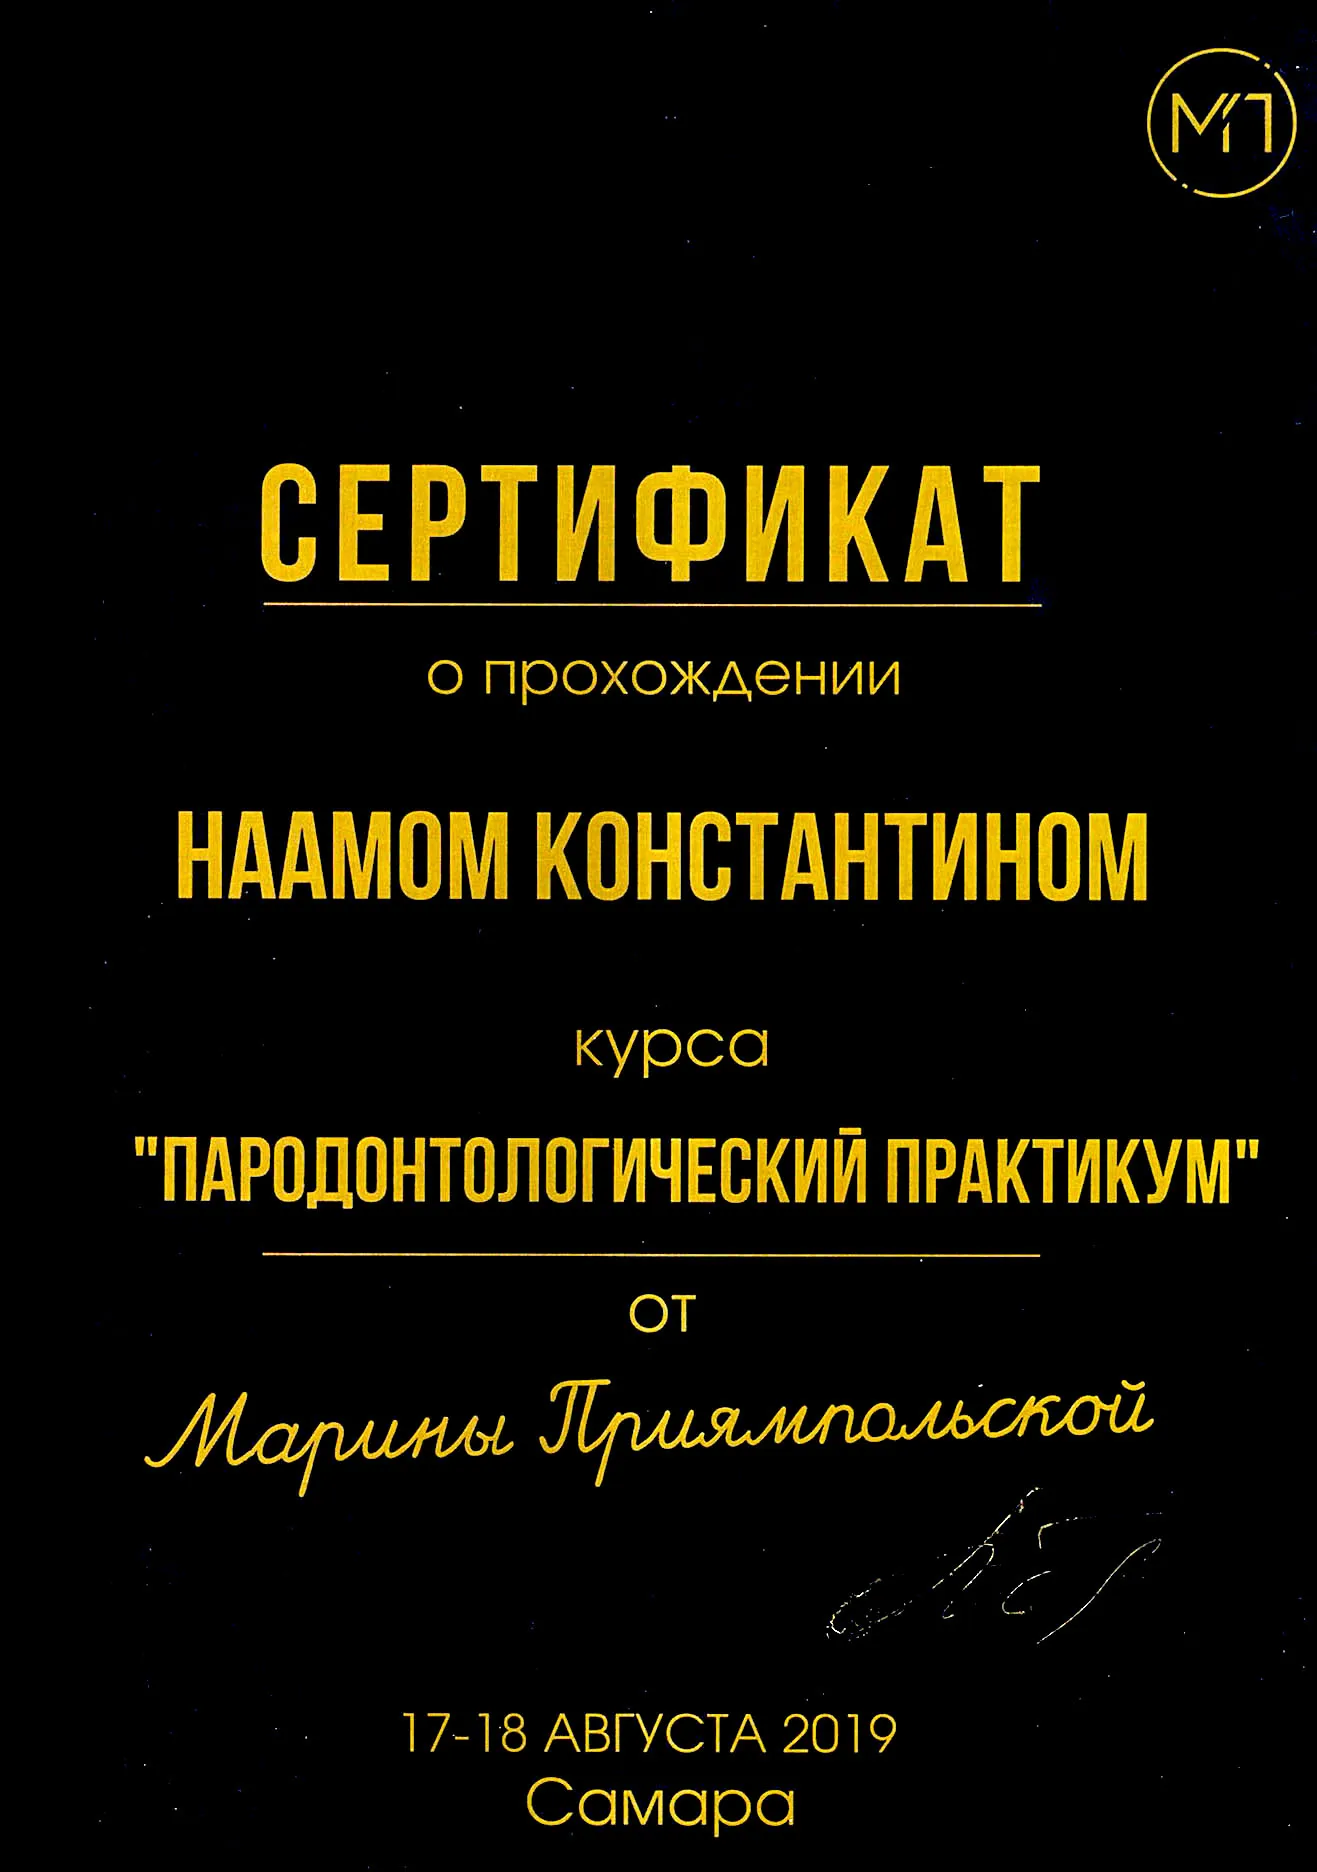 МП
СЕРТИФИКАТ
о прохождении
НААМОМ КОНСТАНТИНОМ
курса
"ПАРОДОНТОЛОГИЧЕСКИЙ ПРАКТИКУМ"
от
Марины Приямпольской
17-18 АВГУСТА 2019
Самара